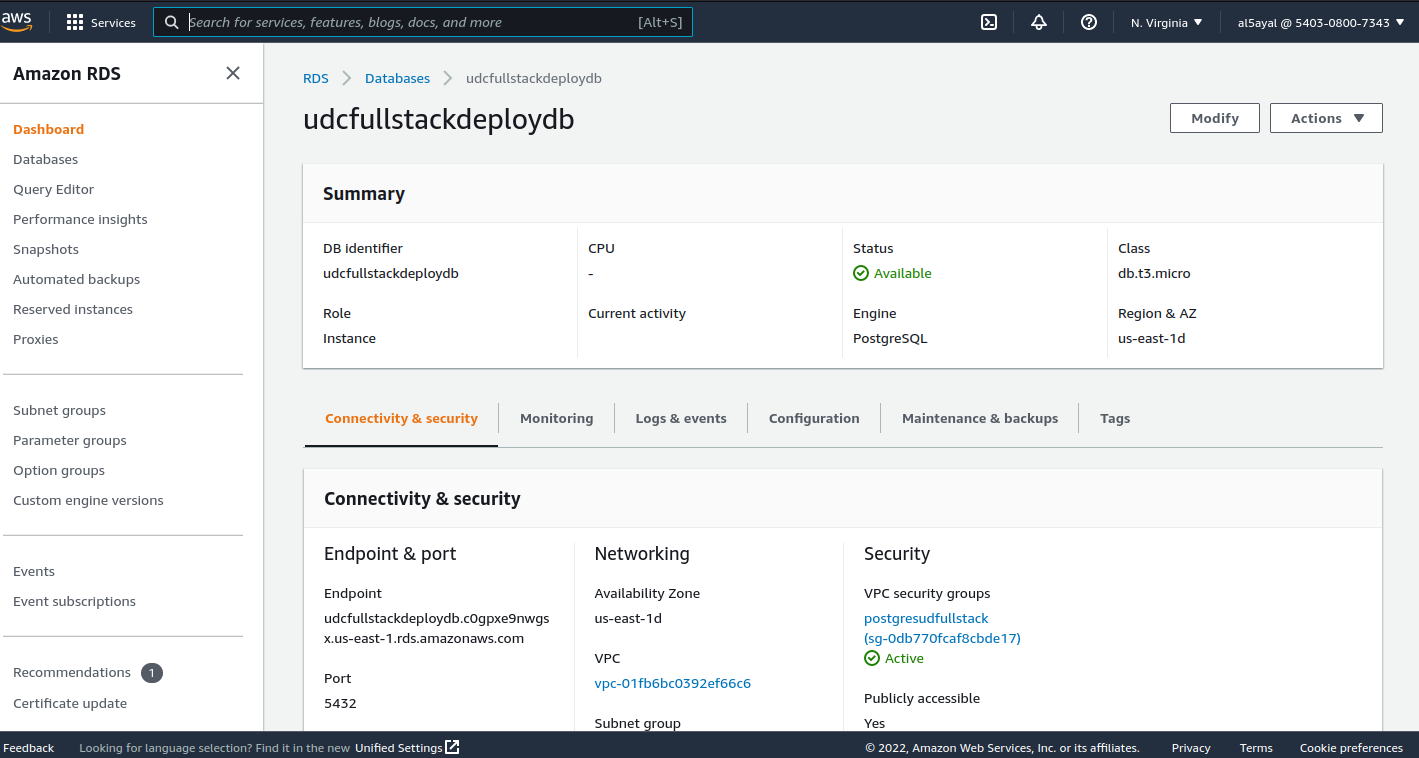 aws
Services
Search for services, features, blogs, docs, and more
[Alt+S]
N. Virginia
al5ayal @ 5403-0800-7343
Amazon RDS
Dashboard
Databases
Query Editor
Performance insights
Snapshots
Automated backups
Reserved instances
Proxies
Subnet groups
Parameter groups
Option groups
Custom engine versions
Events
Event subscriptions
Recommendations 1
Certificate update
RDS
Databases
udcfullstackdeploydb
udcfullstackdeploydb
Modify
Actions
Summary
DB identifier
udcfullstackdeploydb
CPU
-
Status
Available
Class
db.t3.micro
Role
Instance
Current activity
Engine
PostgreSQL
Region & AZ
us-east-1d
Connectivity & security
Monitoring
Logs & events
Configuration
Maintenance & backups
Tags
Connectivity & security
Endpoint & port
Endpoint
udcfullstackdeploydb.c0gpxe9nwgs
x.us-east-1.rds.amazonaws.com
Port
5432
Networking
Availability Zone
us-east-1d
VPC
vpc-01fb6bc0392ef66c6
Subnet group
Security
VPC security groups
postgresudfullstack
(sg-0db770fcaf8cbde17)
Active
Publicly accessible
Yes
Feedback
Looking for language selection? Find it in the new Unified Settings
© 2022, Amazon Web Services, Inc. or its affiliates.
Privacy
Terms
Cookie preferences